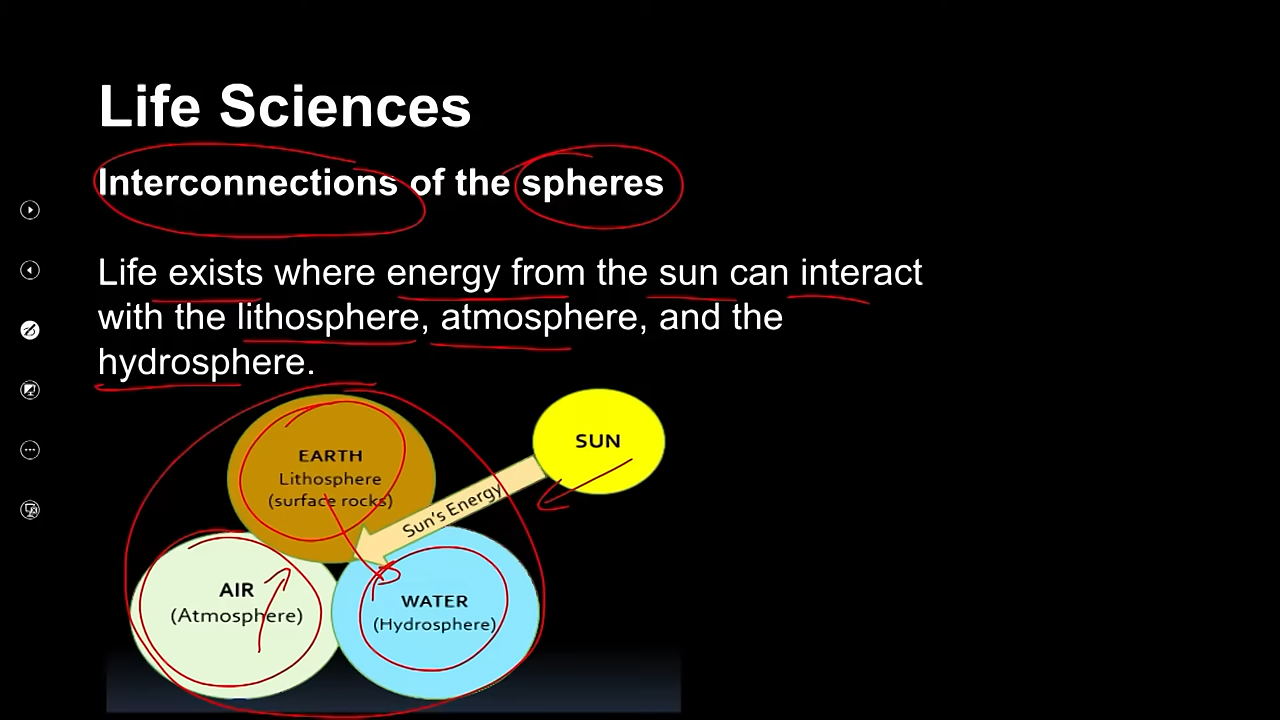 Life Sciences
Interconnections of the spheres
Life exists where energy from the sun can interact
with the lithosphere, atmosphere, and the
hydrosphere.
EARTH
Lithosphere
(surface rocks)
SUN
Sun's Energy
AIR
(Atmosphere)
WATER
(Hydrosphere)